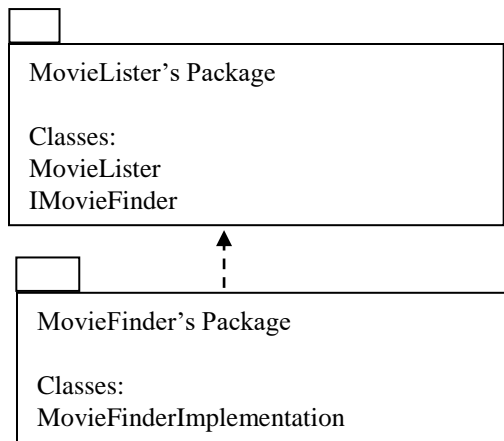 MovieLister’s Package
Classes:
MovieLister
IMovieFinder
MovieFinder’s Package
Classes:
MovieFinderImplementation